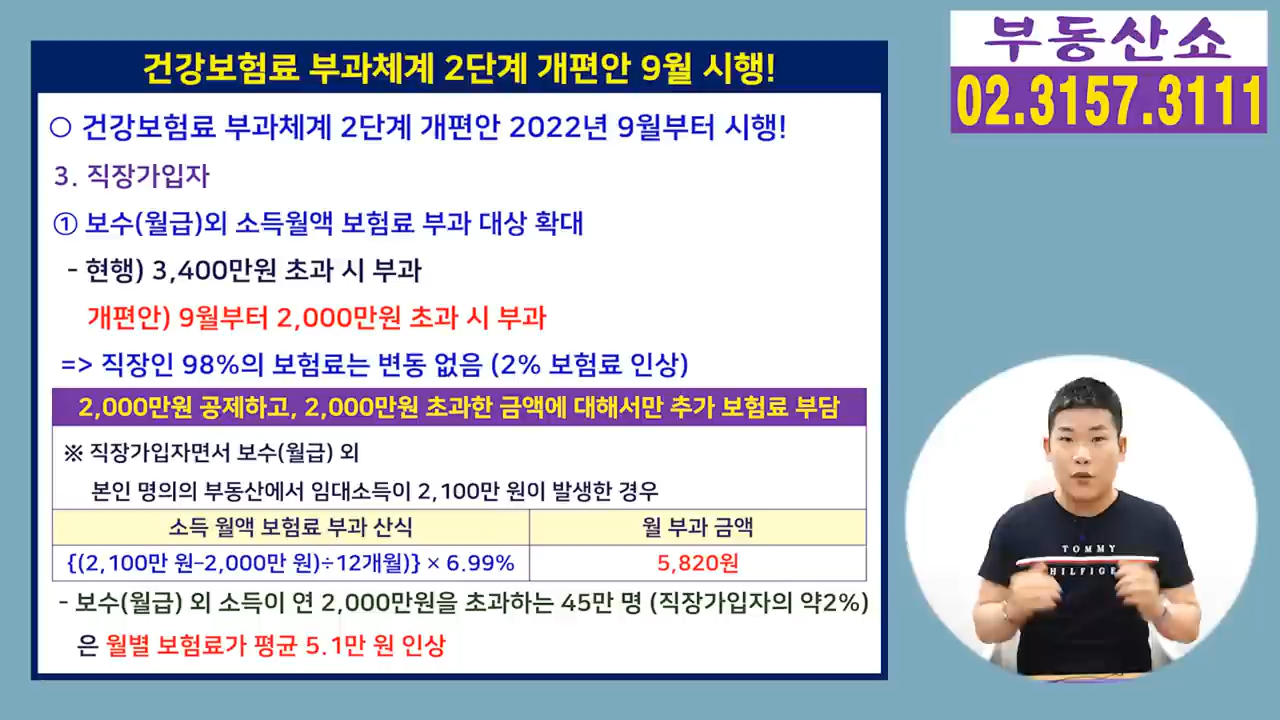 건강보험료 부과체계 2단계 개편안 9월 시행!
○ 건강보험료 부과체계 2단계 개편안 2022년 9월부터 시행!
3. 직장가입자
① 보수(월급)외 소득월액 보험료 부과 대상 확대
- 현행) 3,400만원 초과 시 부과
개편안) 9월부터 2,000만원 초과 시 부과
=> 직장인 98%의 보험료는 변동 없음 (2% 보험료 인상)
2,000만원 공제하고, 2,000만원 초과한 금액에 대해서만 추가 보험료 부담
※ 직장가입자면서 보수(월급) 외
본인 명의의 부동산에서 임대소득이 2,100만 원이 발생한 경우
소득 월액 보험료 부과 산식 월 부과 금액
{(2,100만 원-2,000만 원)÷12개월)} × 6.99% 5,820원
- 보수(월급) 외 소득이 연 2,000만원을 초과하는 45만 명 (직장가입자의 약2%)
은 월별 보험료가 평균 5.1만 원 인상
부동산쇼
02.3157.3111
TOMMY
HILFIGE